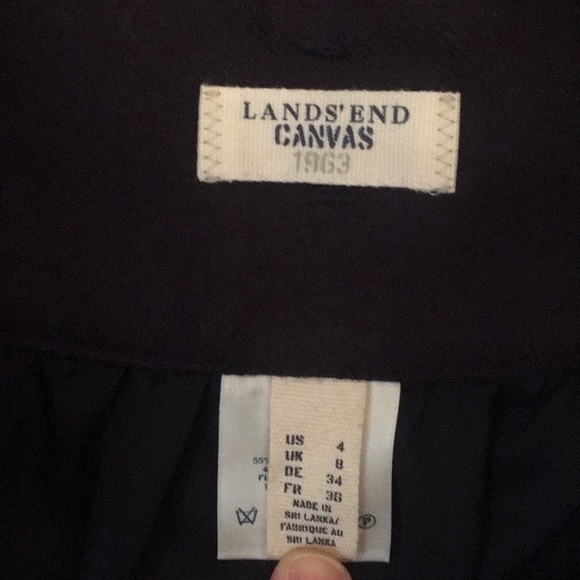 LANDS' END
CANVAS
1963
US 4
UK 8
DE 34
FR 36
MADE IN
SRI LANKA/
FABRIQUE AU
SRI LANKA
P